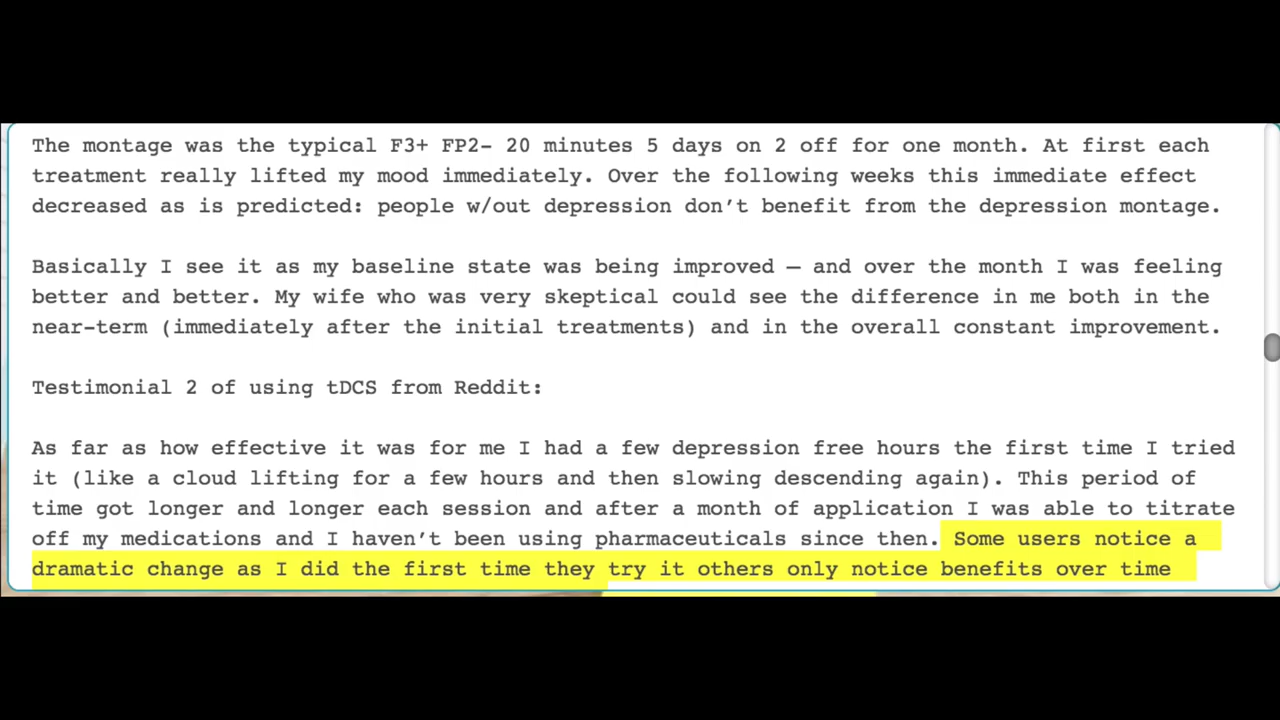 The montage was the typical F3+ FP2- 20 minutes 5 days on 2 off for one month. At first each
treatment really lifted my mood immediately. Over the following weeks this immediate effect
decreased as is predicted: people w/out depression don’t benefit from the depression montage.
Basically I see it as my baseline state was being improved — and over the month I was feeling
better and better. My wife who was very skeptical could see the difference in me both in the
near-term (immediately after the initial treatments) and in the overall constant improvement.
Testimonial 2 of using tDCS from Reddit:
As far as how effective it was for me I had a few depression free hours the first time I tried
it (like a cloud lifting for a few hours and then slowing descending again). This period of
time got longer and longer each session and after a month of application I was able to titrate
off my medications and I haven’t been using pharmaceuticals since then. Some users notice a
dramatic change as I did the first time they try it others only notice benefits over time